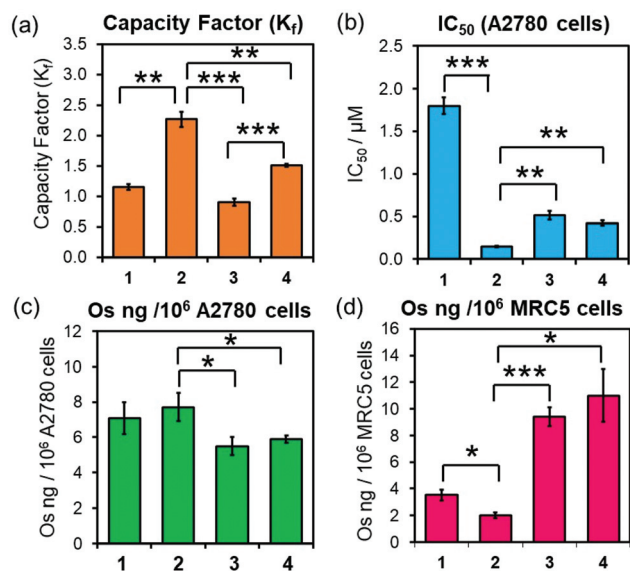 (a) Capacity Factor (Kf)
Capacity Factor (Kf)
3.5
3.0
2.5
2.0
1.5
1.0
0.5
0.0
** ** *** ***
1 2 3 4
(b) IC50 (A2780 cells)
IC50 / µM
2.5
2.0
1.5
1.0
0.5
0.0
*** ** **
1 2 3 4
(c) Os ng /10⁶ A2780 cells
Os ng / 10⁶ A2780 cells
12
10
8
6
4
2
0
* *
1 2 3 4
(d) Os ng /10⁶ MRC5 cells
Os ng / 10⁶ MRC5 cells
16
14
12
10
8
6
4
2
0
* *** *
1 2 3 4